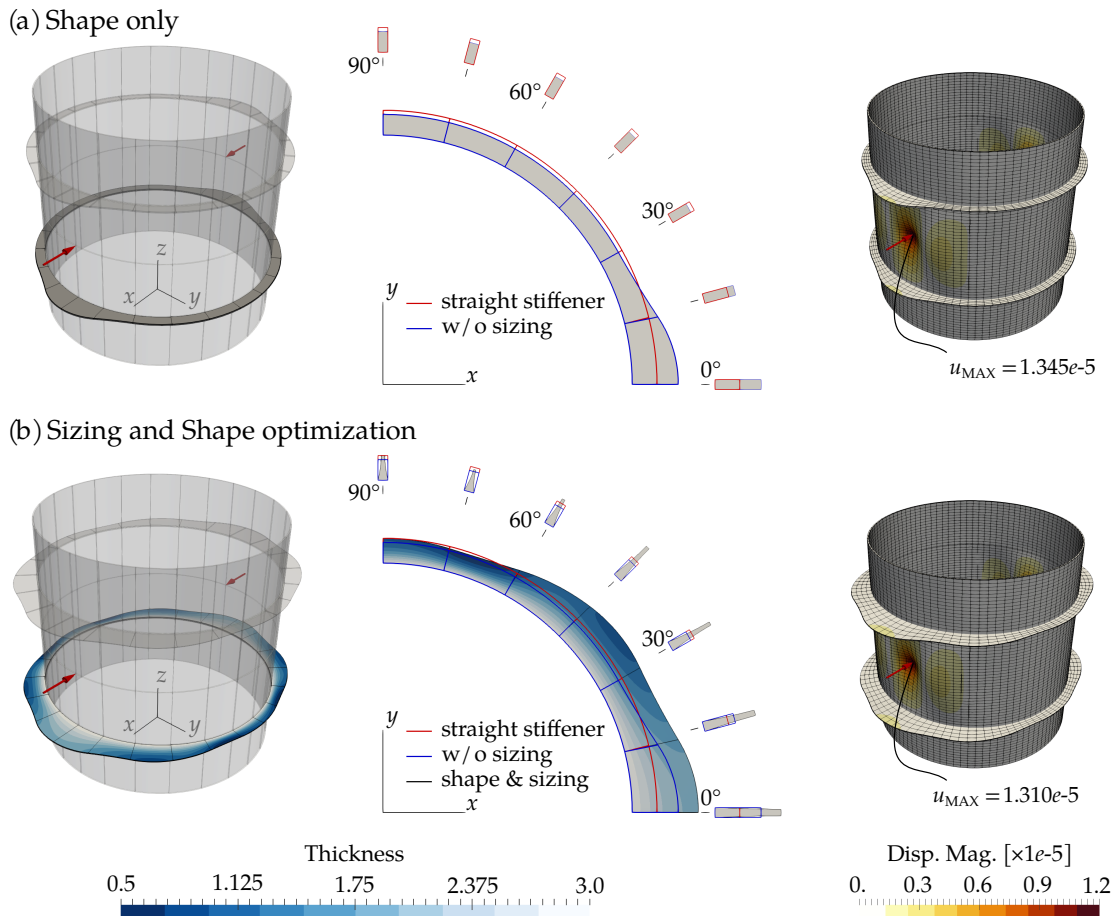 (a) Shape only
90°
60°
30°
0°
z
x
y
y
x
straight stiffener
w/o sizing
u_MAX = 1.345e-5
(b) Sizing and Shape optimization
90°
60°
30°
0°
z
x
y
y
x
straight stiffener
w/o sizing
shape & sizing
u_MAX = 1.310e-5
Thickness
0.5 1.125 1.75 2.375 3.0
Disp. Mag. [×1e-5]
0. 0.3 0.6 0.9 1.2